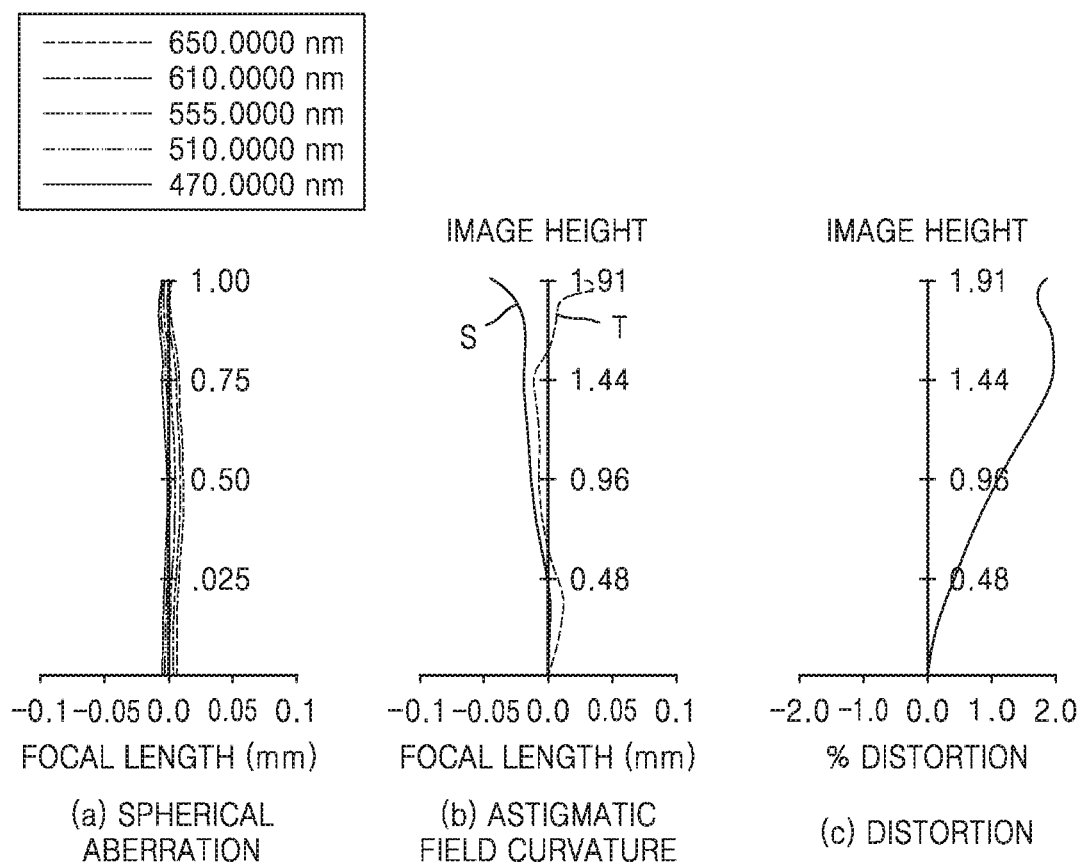 650.0000 nm
610.0000 nm
555.0000 nm
510.0000 nm
470.0000 nm
IMAGE HEIGHT
IMAGE HEIGHT
1.00
0.75
0.50
.025
-0.1 -0.05 0.0 0.05 0.1
FOCAL LENGTH (mm)
(a) SPHERICAL
ABERRATION
1.91
S
T
1.44
0.96
0.48
-0.1 -0.05 0.0 0.05 0.1
FOCAL LENGTH (mm)
(b) ASTIGMATIC
FIELD CURVATURE
1.91
1.44
0.96
0.48
-2.0 -1.0 0.0 1.0 2.0
% DISTORTION
(c) DISTORTION